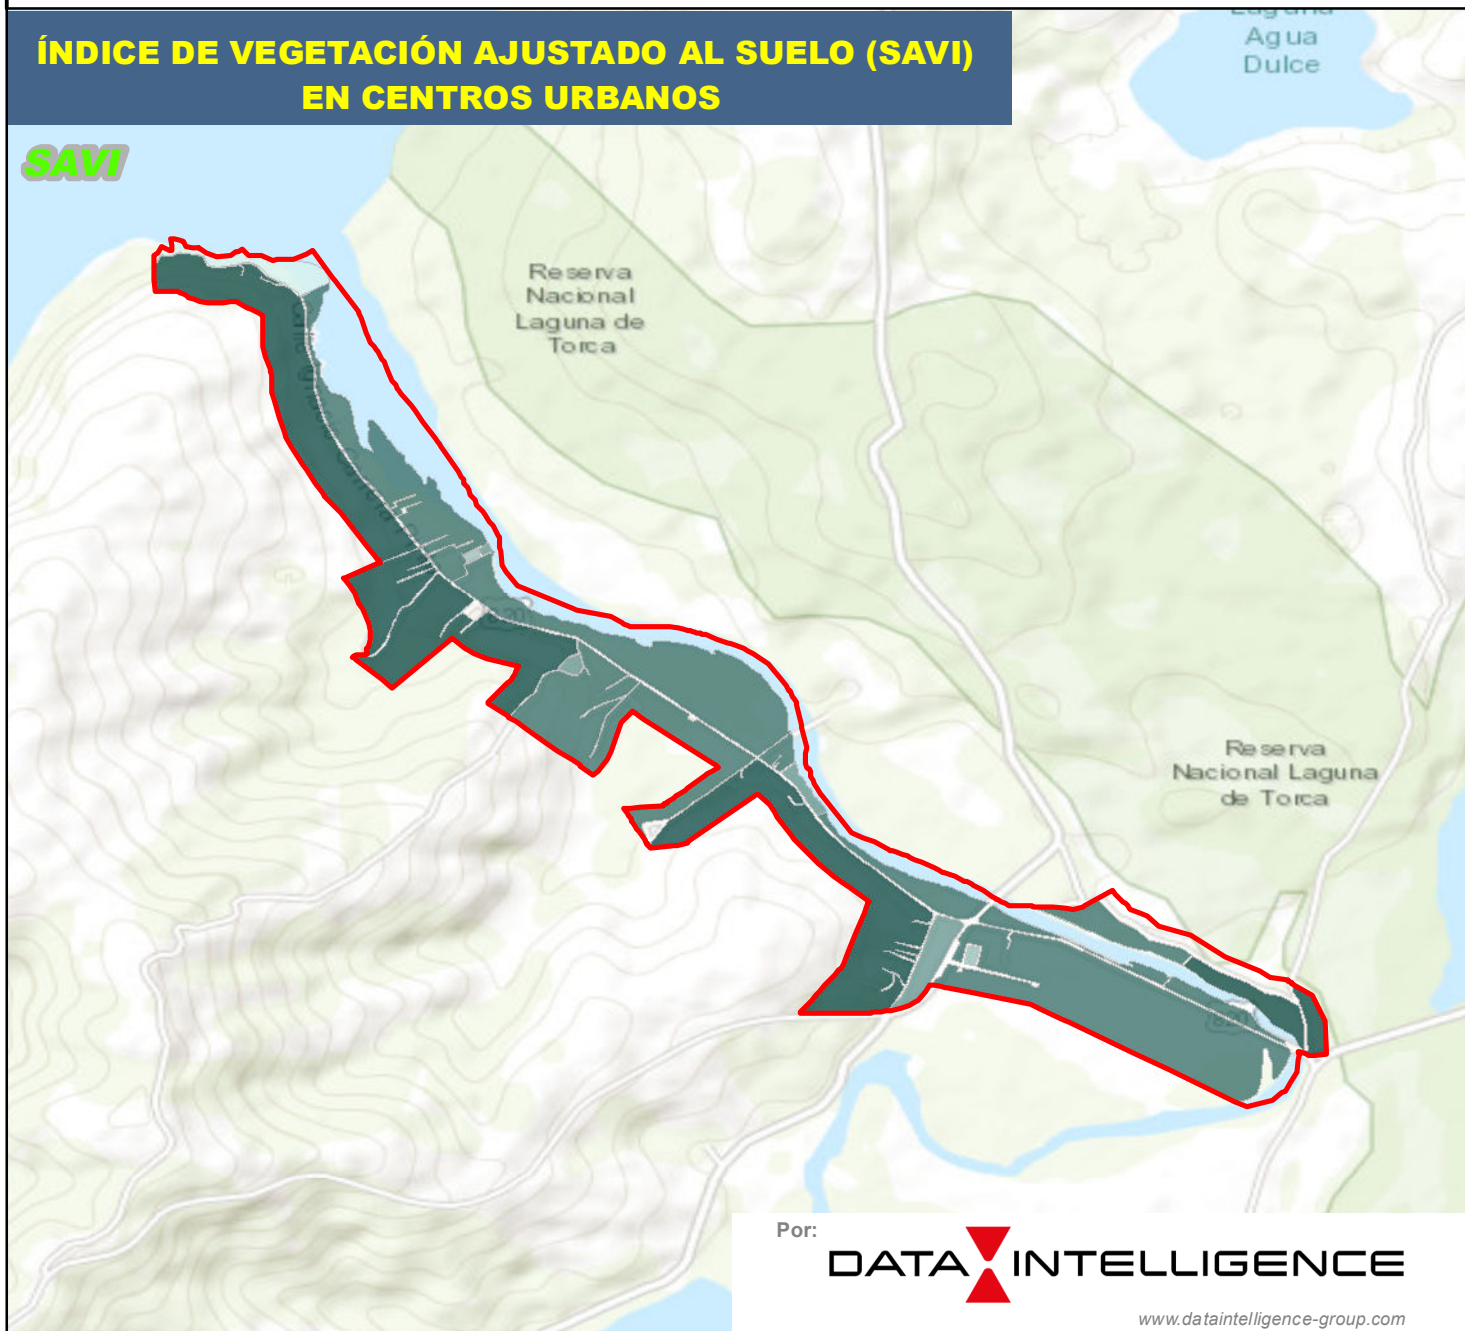 ÍNDICE DE VEGETACIÓN AJUSTADO AL SUELO (SAVI)
EN CENTROS URBANOS
Laguna
Agua
Dulce
SAVI
Reserva
Nacional
Laguna de
Torca
Reserva
Nacional Laguna
de Torca
Por:
DATA INTELLIGENCE
www.dataintelligence-group.com